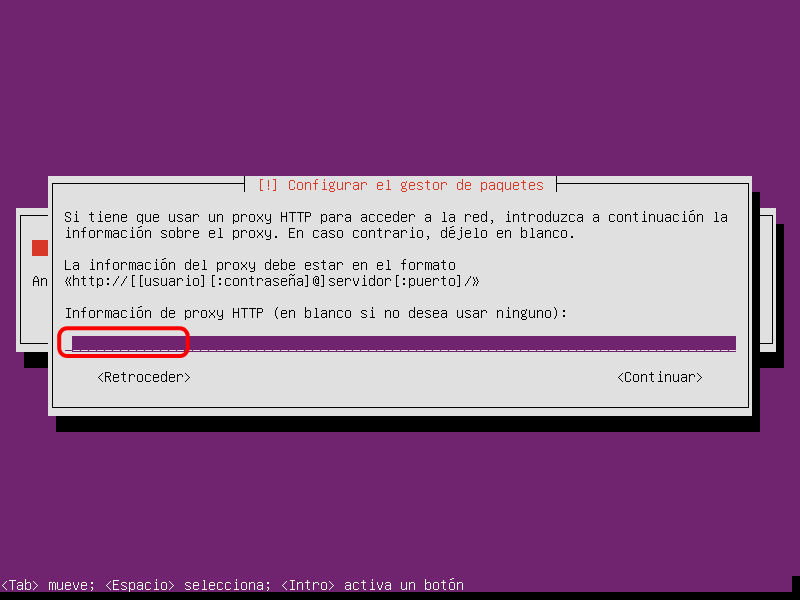 [!] Configurar el gestor de paquetes
Si tiene que usar un proxy HTTP para acceder a la red, introduzca a continuación la
información sobre el proxy. En caso contrario, déjelo en blanco.
La información del proxy debe estar en el formato
«http://[[usuario][:contraseña]@]servidor[:puerto]/»
An
Información de proxy HTTP (en blanco si no desea usar ninguno):
<Retroceder> <Continuar>
<Tab> mueve; <Espacio> selecciona; <Intro> activa un botón